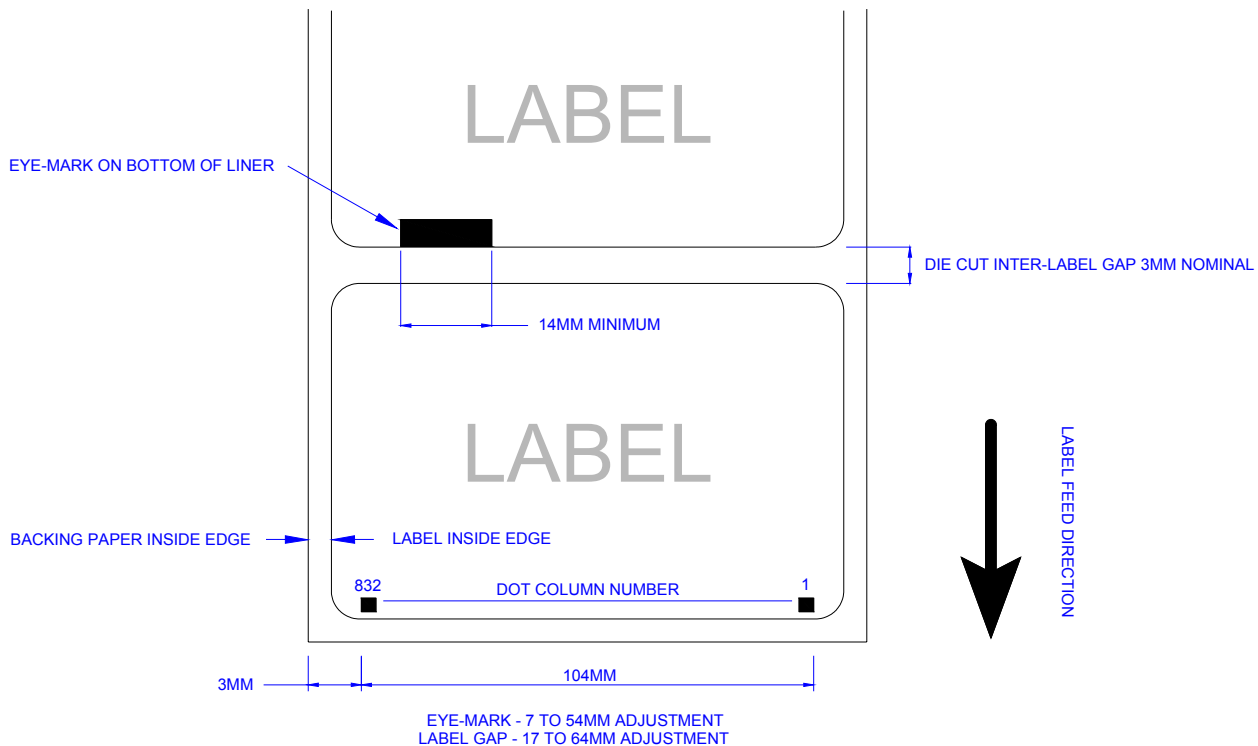 LABEL
EYE-MARK ON BOTTOM OF LINER
DIE CUT INTER-LABEL GAP 3MM NOMINAL
14MM MINIMUM
LABEL
LABEL FEED DIRECTION
BACKING PAPER INSIDE EDGE
LABEL INSIDE EDGE
832
DOT COLUMN NUMBER
1
3MM
104MM
EYE-MARK - 7 TO 54MM ADJUSTMENT
LABEL GAP - 17 TO 64MM ADJUSTMENT